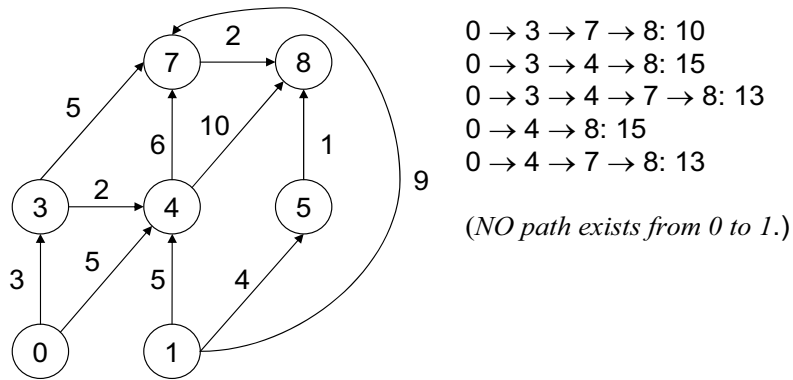 7 2 8
5
6 10 1
9
3 2 4 5
3 5 5 4
0 1
0 → 3 → 7 → 8: 10
0 → 3 → 4 → 8: 15
0 → 3 → 4 → 7 → 8: 13
0 → 4 → 8: 15
0 → 4 → 7 → 8: 13
(NO path exists from 0 to 1.)